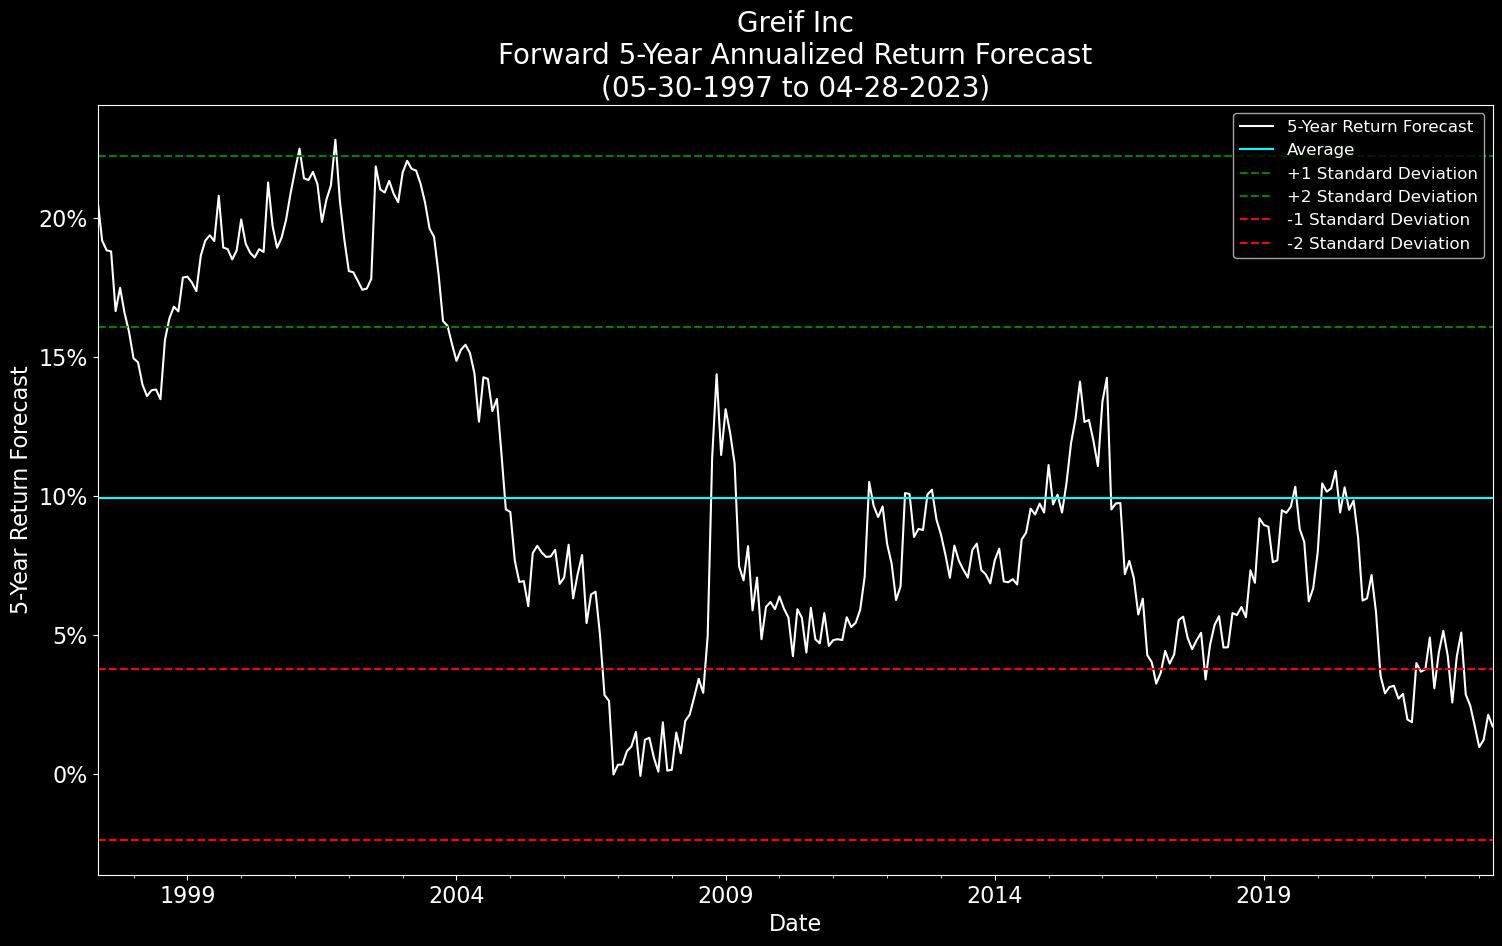 Greif Inc
Forward 5-Year Annualized Return Forecast
(05-30-1997 to 04-28-2023)
5-Year Return Forecast
Average
+1 Standard Deviation
+2 Standard Deviation
-1 Standard Deviation
-2 Standard Deviation
5-Year Return Forecast
20%
15%
10%
5%
0%
1999
2004
2009
2014
2019
Date